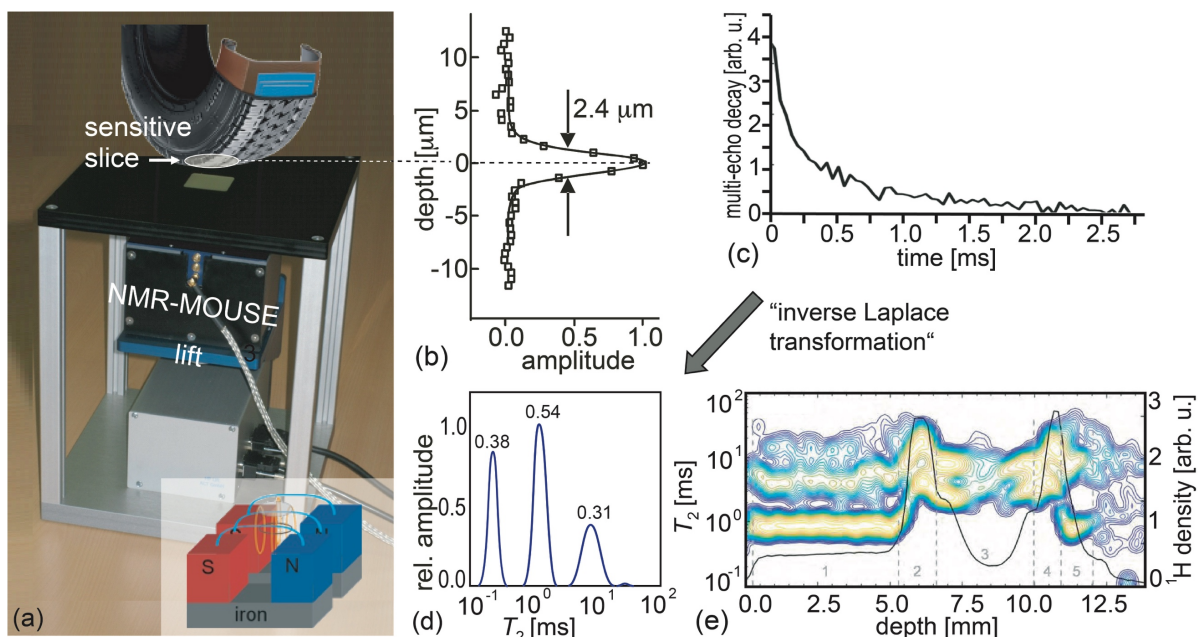 sensitive
slice
NMR-MOUSE
lift
3
S
N
iron
(a)
depth [μm]
10
5
0
-5
-10
2.4 μm
0.0
0.5
1.0
amplitude
(b)
multi-echo decay [arb. u.]
4
3
2
1
0
0
0.5
1.0
1.5
2.0
2.5
time [ms]
(c)
"inverse Laplace
transformation"
rel. amplitude
1.0
0.5
0.0
0.38
0.54
0.31
10⁻¹
10⁰
10¹
10²
T₂ [ms]
(d)
T₂ [ms]
10²
10¹
10⁰
10⁻¹
1
2
3
4
5
0.0
2.5
5.0
7.5
10.0
12.5
depth [mm]
3
2
1
0
¹H density [arb. u.]
(e)